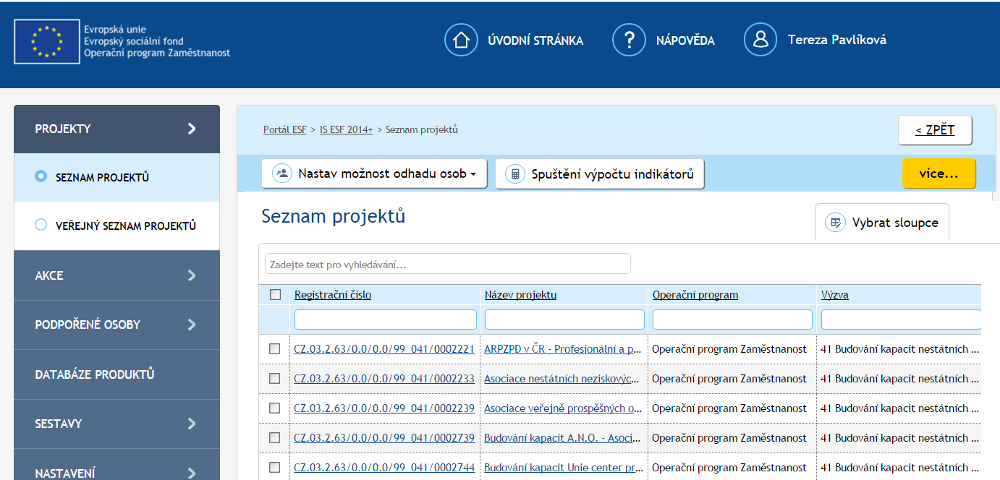 Evropská unie
Evropský sociální fond
Operační program Zaměstnanost
ÚVODNÍ STRÁNKA
?
NÁPOVĚDA
Tereza Pavlíková
PROJEKTY
SEZNAM PROJEKTŮ
VEŘEJNÝ SEZNAM PROJEKTŮ
AKCE
PODPOŘENÉ OSOBY
DATABÁZE PRODUKTŮ
SESTAVY
NASTAVENÍ
Portál ESF > IS ESF 2014+ > Seznam projektů
< ZPĚT
Nastav možnost odhadu osob
Spuštění výpočtu indikátorů
více...
Seznam projektů
Vybrat sloupce
Zadejte text pro vyhledávání...
Registrační číslo Název projektu Operační program Výzva
CZ.03.2.63/0.0/0.0/99_041/0002221 ARPZPD v ČR - Profesionální a p... Operační program Zaměstnanost 41 Budování kapacit nestátních ...
CZ.03.2.63/0.0/0.0/99_041/0002233 Asociace nestátních neziskovýc... Operační program Zaměstnanost 41 Budování kapacit nestátních ...
CZ.03.2.63/0.0/0.0/99_041/0002239 Asociace veřejně prospěšných o... Operační program Zaměstnanost 41 Budování kapacit nestátních ...
CZ.03.2.63/0.0/0.0/99_041/0002739 Budování kapacit A.N.O. - Asoci... Operační program Zaměstnanost 41 Budování kapacit nestátních ...
CZ.03.2.63/0.0/0.0/99_041/0002744 Budování kapacit Unie center pr... Operační program Zaměstnanost 41 Budování kapacit nestátních ...